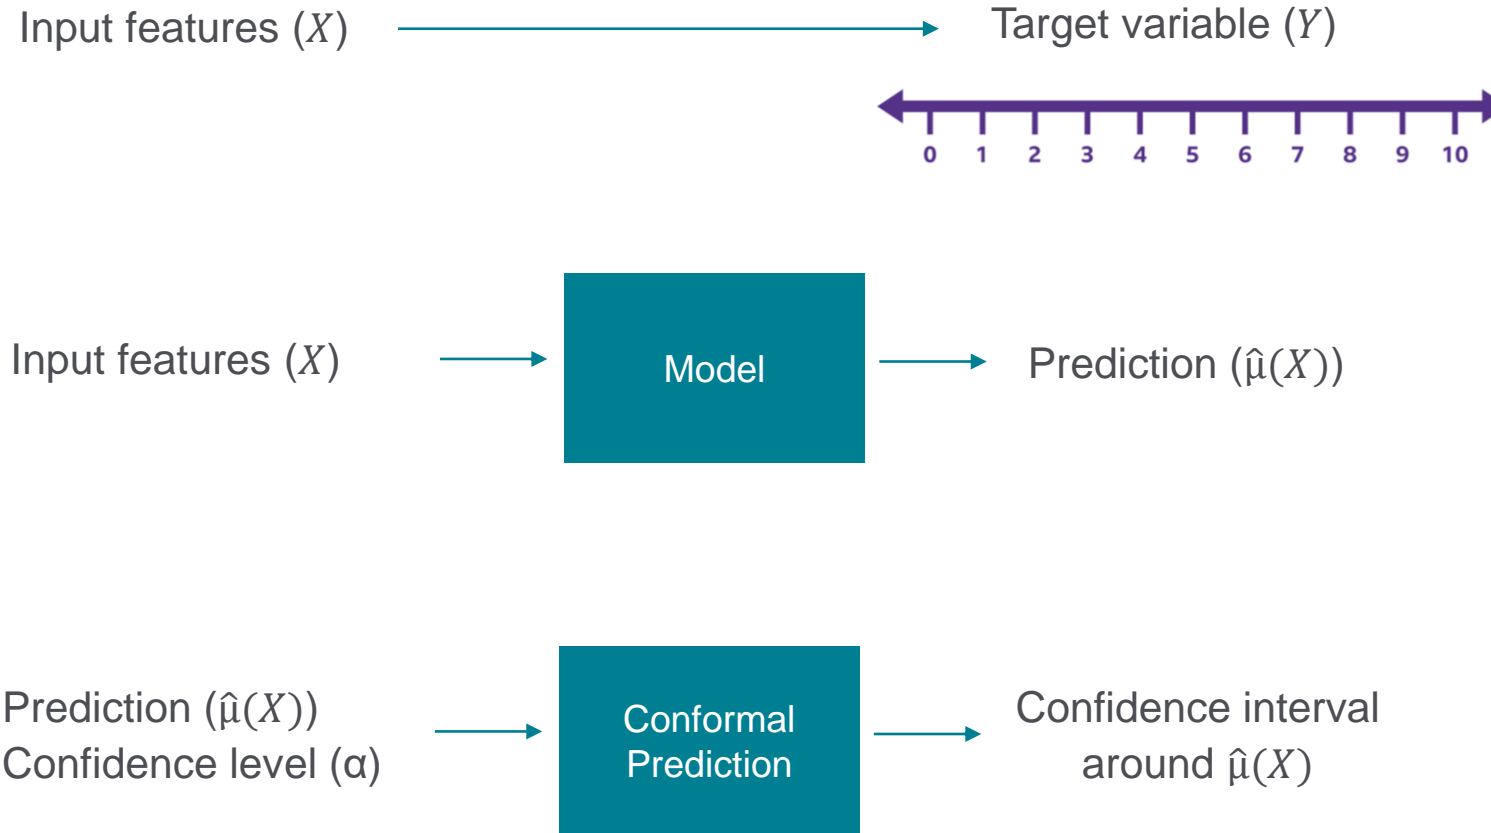 Input features (𝑋)
Target variable (𝑌)
0 1 2 3 4 5 6 7 8 9 10
Input features (𝑋)
Model
Prediction (μ̂(𝑋))
Prediction (μ̂(𝑋))
Confidence level (α)
Conformal
Prediction
Confidence interval
around μ̂(𝑋)